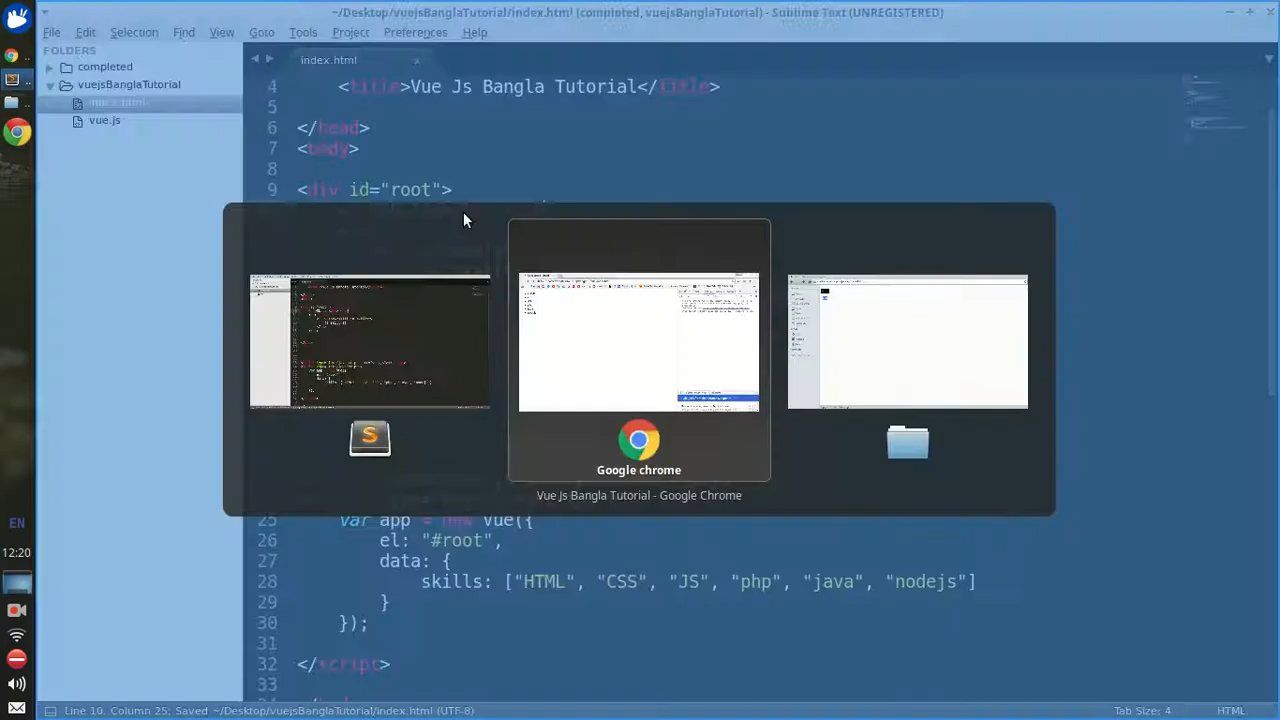 ~/Desktop/vuejsBanglaTutorial/index.html (completed, vuejsBanglaTutorial) - Sublime Text (UNREGISTERED)
File Edit Selection Find View Goto Tools Project Preferences Help
FOLDERS
completed
vuejsBanglaTutorial
index.html
vue.js
index.html
4 <title>Vue Js Bangla Tutorial</title>
5
6 </head>
7 <body>
8
9 <div id="root">
Google chrome
Vue Js Bangla Tutorial - Google Chrome
25 var app = new Vue({
26 el: "#root",
27 data: {
28 skills: ["HTML", "CSS", "JS", "php", "java", "nodejs"]
29 }
30 });
31
32 </script>
33
EN
12:20
Line 10, Column 25; Saved ~/Desktop/vuejsBanglaTutorial/index.html (UTF-8)
Tab Size: 4
HTML